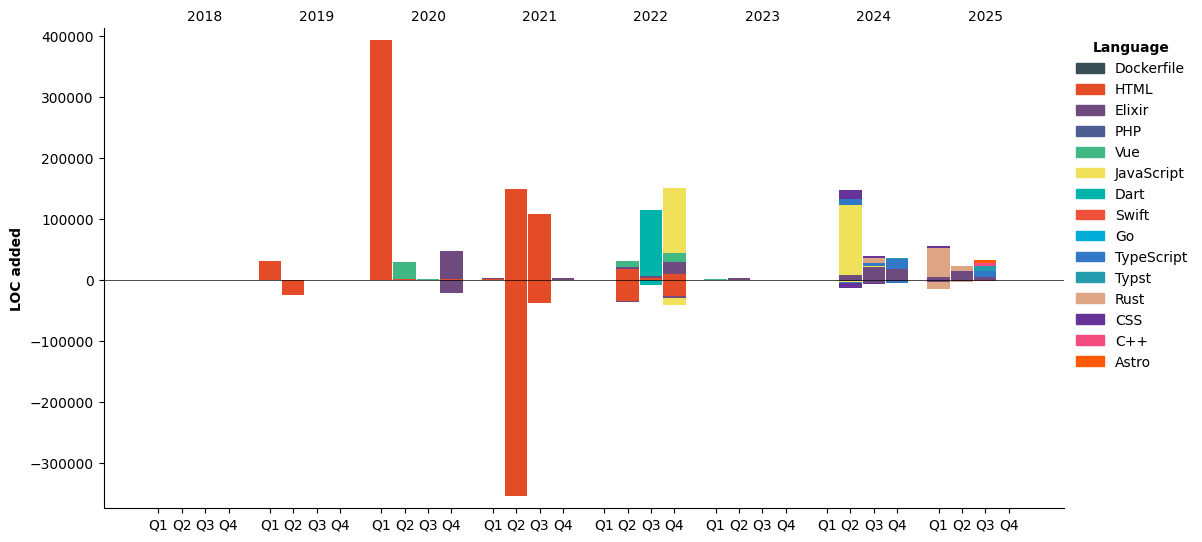 2018 2019 2020 2021 2022 2023 2024 2025
LOC added
400000
300000
200000
100000
0
−100000
−200000
−300000
Q1 Q2 Q3 Q4 Q1 Q2 Q3 Q4 Q1 Q2 Q3 Q4 Q1 Q2 Q3 Q4 Q1 Q2 Q3 Q4 Q1 Q2 Q3 Q4 Q1 Q2 Q3 Q4 Q1 Q2 Q3 Q4
Language
Dockerfile
HTML
Elixir
PHP
Vue
JavaScript
Dart
Swift
Go
TypeScript
Typst
Rust
CSS
C++
Astro